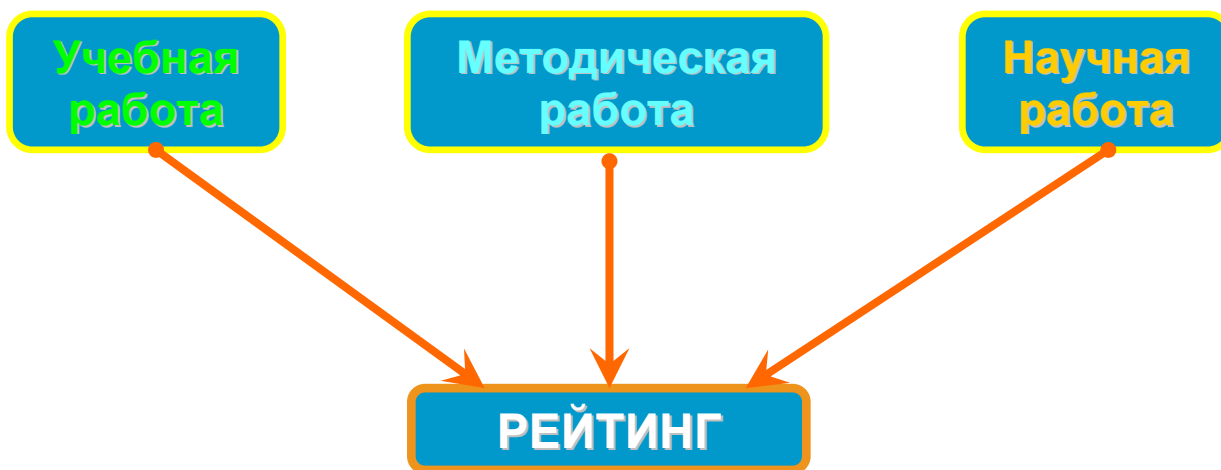 Учебная
работа
Методическая
работа
Научная
работа
РЕЙТИНГ